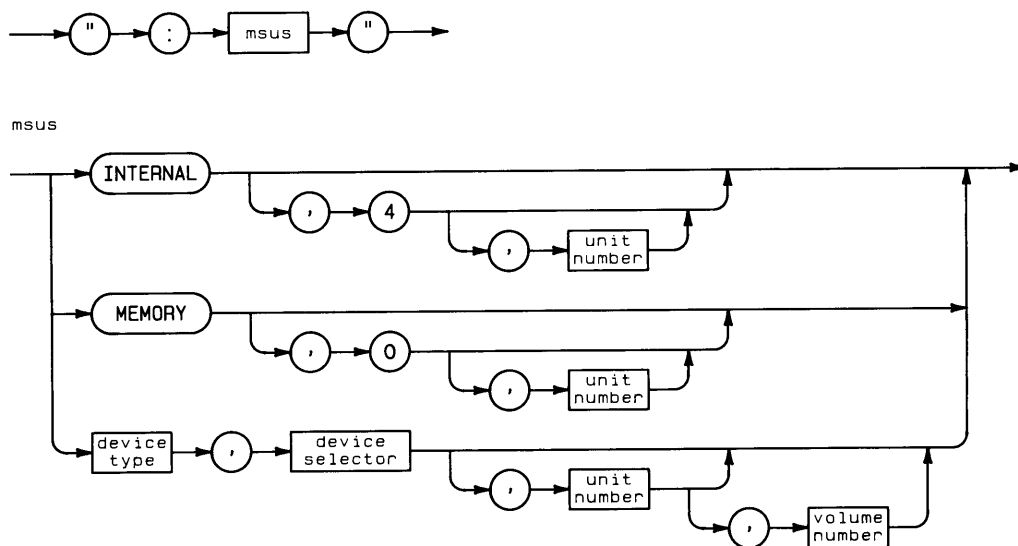 " : msus "
msus
INTERNAL
, 4
, unit number
MEMORY
, 0
, unit number
device type , device selector
, unit number
, volume number